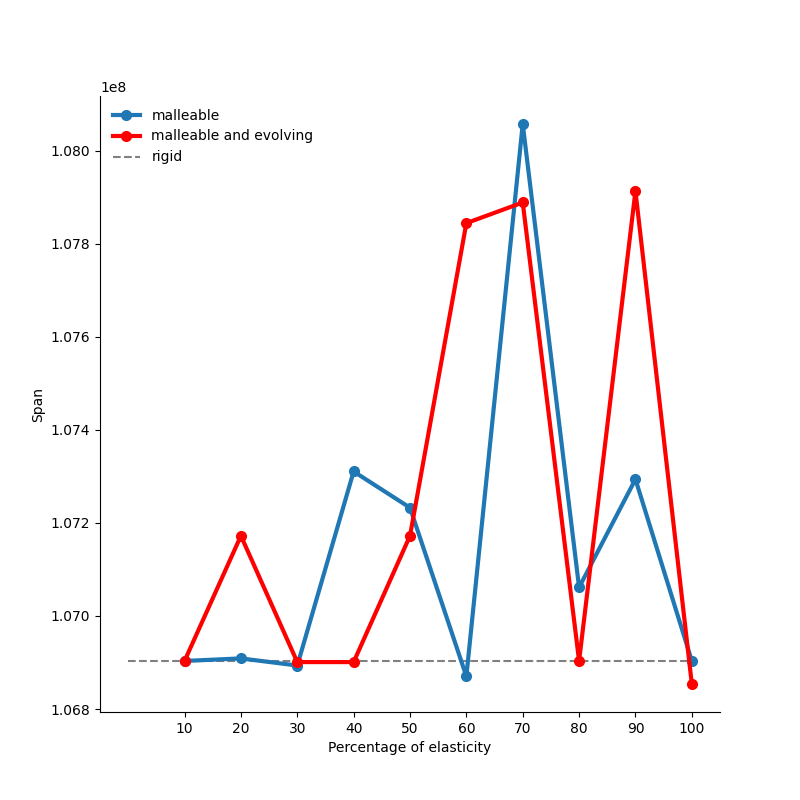 1e8
malleable
malleable and evolving
rigid
1.080
1.078
1.076
1.074
1.072
1.070
1.068
Span
10 20 30 40 50 60 70 80 90 100
Percentage of elasticity